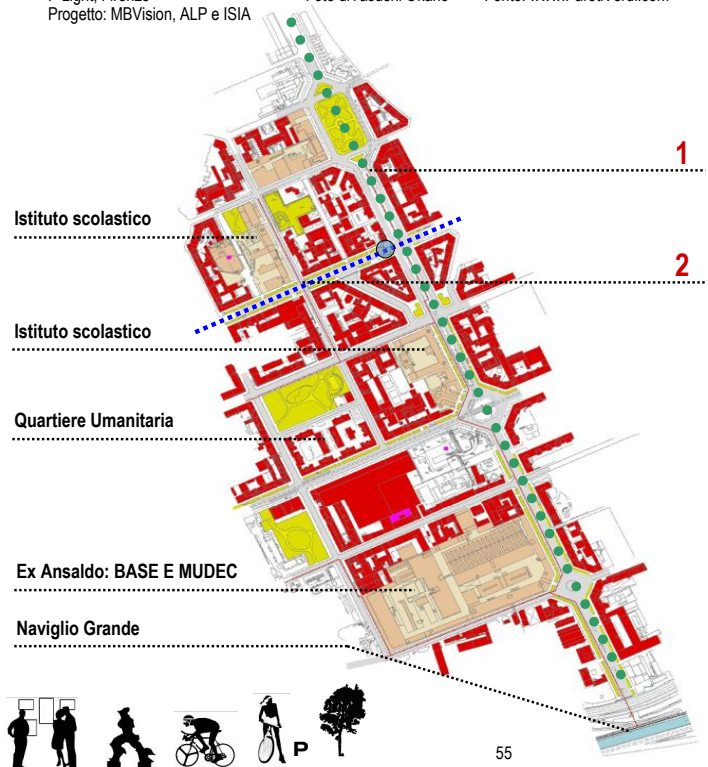 Progetto: MBVision, ALP e ISIA
1
Istituto scolastico
2
Istituto scolastico
Quartiere Umanitaria
Ex Ansaldo: BASE E MUDEC
Naviglio Grande
P
55